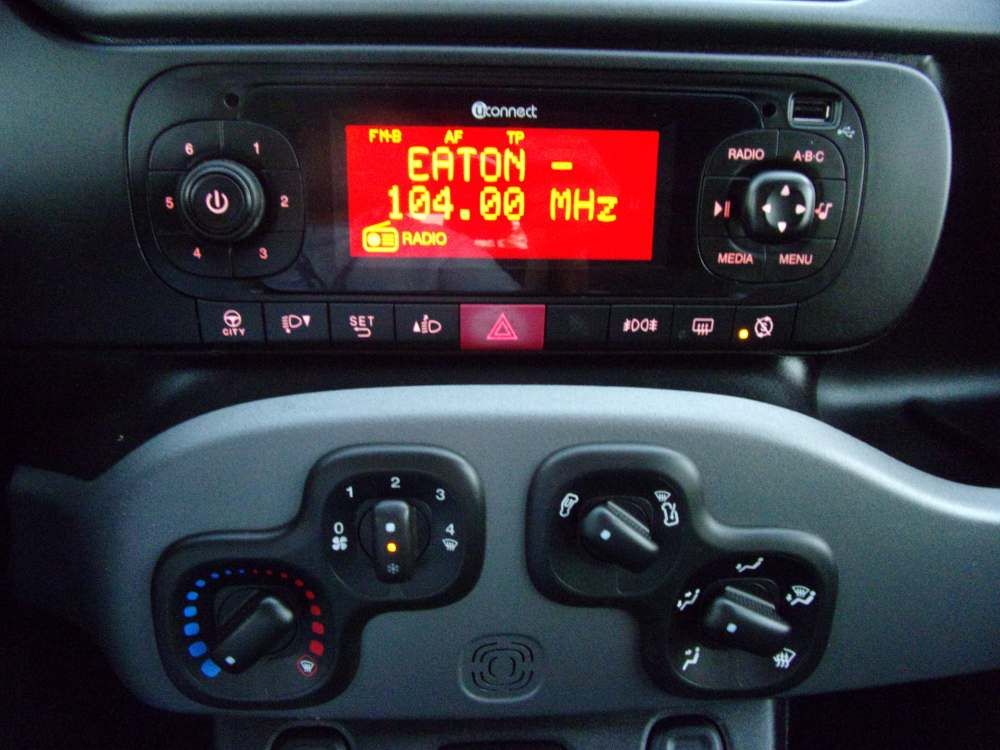 uconnect
FM-B AF TP
EATON -
104.00 MHz
RADIO
6 1
5 2
4 3
RADIO A·B·C
MEDIA MENU
CITY
SET
0 1 2 3 4